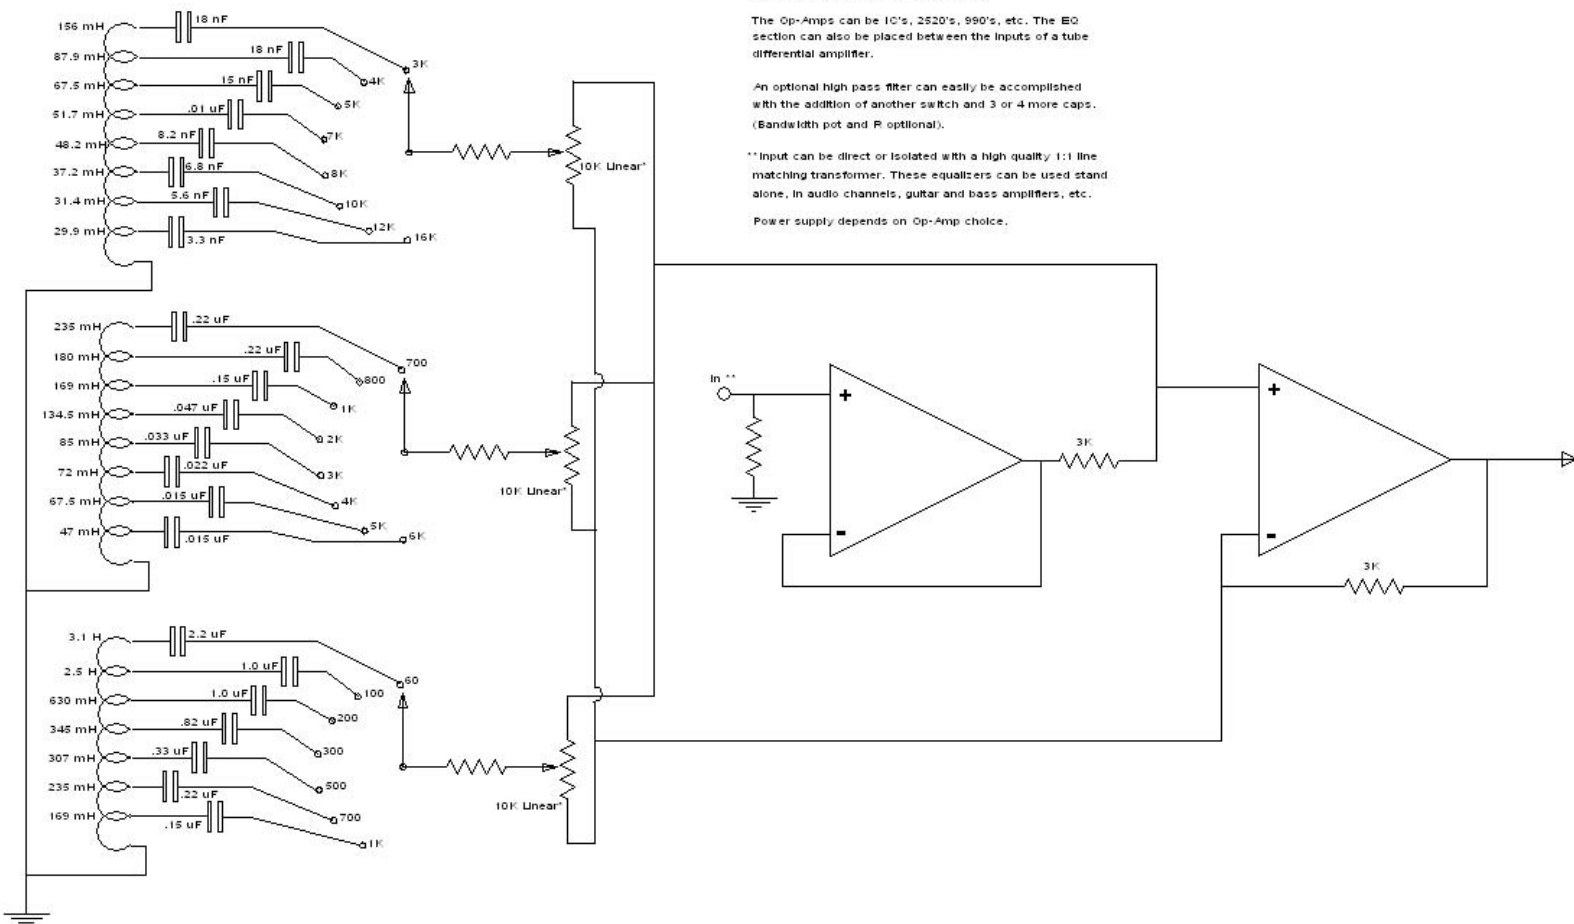 The Op-Amps can be IC's, 2520's, 990's, etc. The EQ
section can also be placed between the inputs of a tube
differential amplifier.
An optional high pass filter can easily be accomplished
with the addition of another switch and 3 or 4 more caps.
(Bandwidth pot and R optiional).
**Input can be direct or isolated with a high quality 1:1 line
matching transformer. These equalizers can be used stand
alone, in audio channels, guitar and bass amplifiers, etc.
Power supply depends on Op-Amp choice.
156 mH 18 nF 3K
87.9 mH 18 nF 4K
67.5 mH 15 nF 5K
51.7 mH .01 uF 7K
48.2 mH 8.2 nF 8K
37.2 mH 6.8 nF 10K
31.4 mH 5.6 nF 12K
29.9 mH 3.3 nF 16K
10K Linear*
235 mH .22 uF 700
180 mH .22 uF 800
169 mH .15 uF 1K
134.5 mH .047 uF 2K
85 mH .033 uF 3K
72 mH .022 uF 4K
67.5 mH .015 uF 5K
47 mH .015 uF 6K
10K Linear*
3.1 H 2.2 uF 60
2.5 H 1.0 uF 100
630 mH 1.0 uF 200
345 mH .82 uF 300
307 mH .33 uF 500
235 mH .22 uF 700
169 mH .15 uF 1K
10K Linear*
In **
+
-
3K
+
-
3K